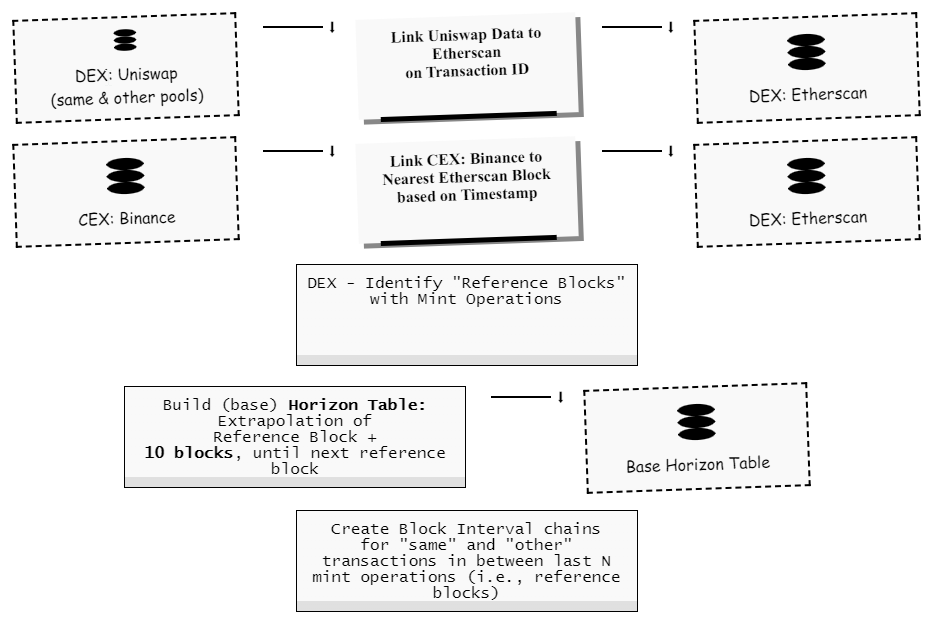 DEX: Uniswap
(same & other pools)
Link Uniswap Data to
Etherscan
on Transaction ID
DEX: Etherscan
CEX: Binance
Link CEX: Binance to
Nearest Etherscan Block
based on Timestamp
DEX: Etherscan
DEX - Identify "Reference Blocks"
with Mint Operations
Build (base) Horizon Table:
Extrapolation of
Reference Block +
10 blocks, until next reference
block
Base Horizon Table
Create Block Interval chains
for "same" and "other"
transactions in between last N
mint operations (i.e., reference
blocks)